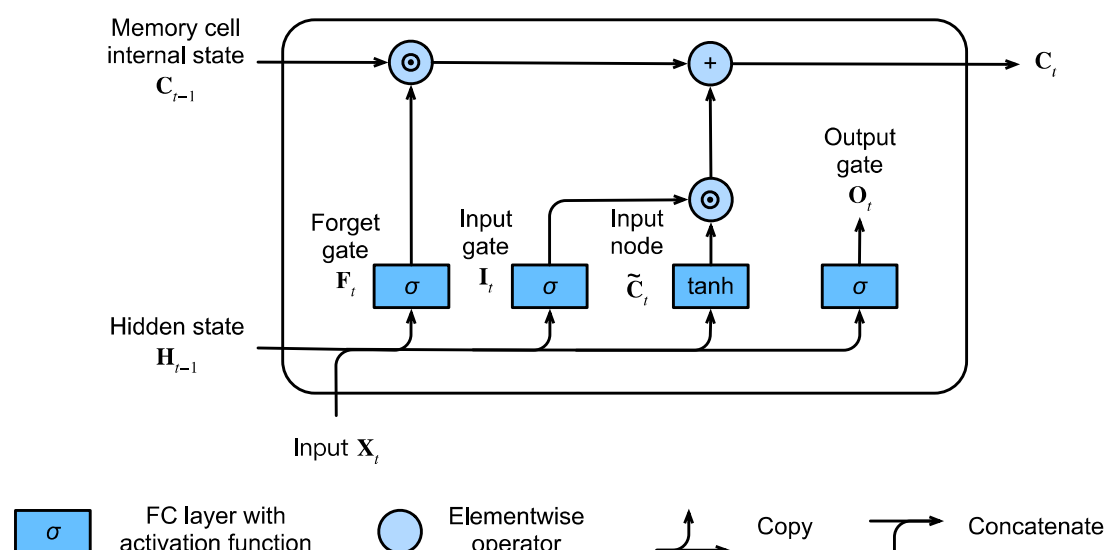 Memory cell
internal state
C_{t−1}
C_t
Output
gate
O_t
Forget
gate
F_t
Input
gate
I_t
Input
node
C̃_t
σ
σ
tanh
σ
Hidden state
H_{t−1}
+
Input X_t
σ
FC layer with
activation function
Elementwise
operator
Copy
Concatenate